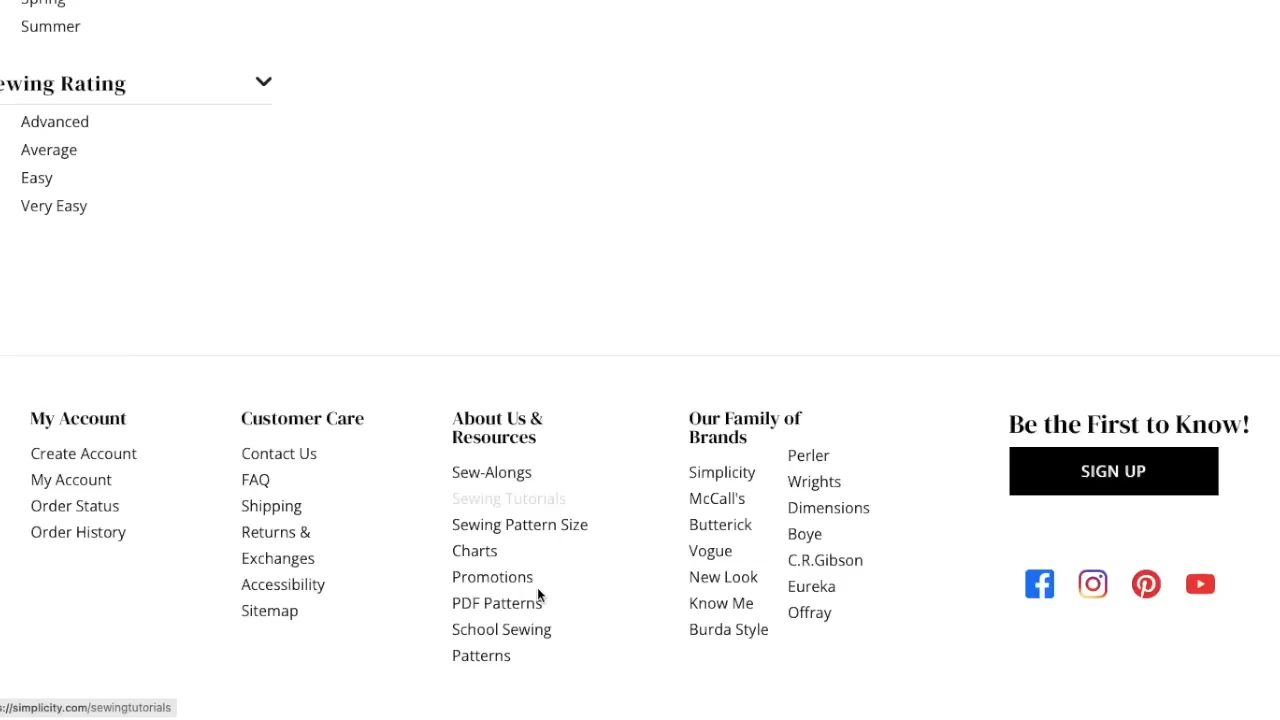 Spring
Summer
ewing Rating
Advanced
Average
Easy
Very Easy
My Account
Create Account
My Account
Order Status
Order History
Customer Care
Contact Us
FAQ
Shipping
Returns &
Exchanges
Accessibility
Sitemap
About Us &
Resources
Sew-Alongs
Sewing Tutorials
Sewing Pattern Size
Charts
Promotions
PDF Patterns
School Sewing
Patterns
Our Family of
Brands
Simplicity
McCall's
Butterick
Vogue
New Look
Know Me
Burda Style
Perler
Wrights
Dimensions
Boye
C.R.Gibson
Eureka
Offray
Be the First to Know!
SIGN UP
s://simplicity.com/sewingtutorials